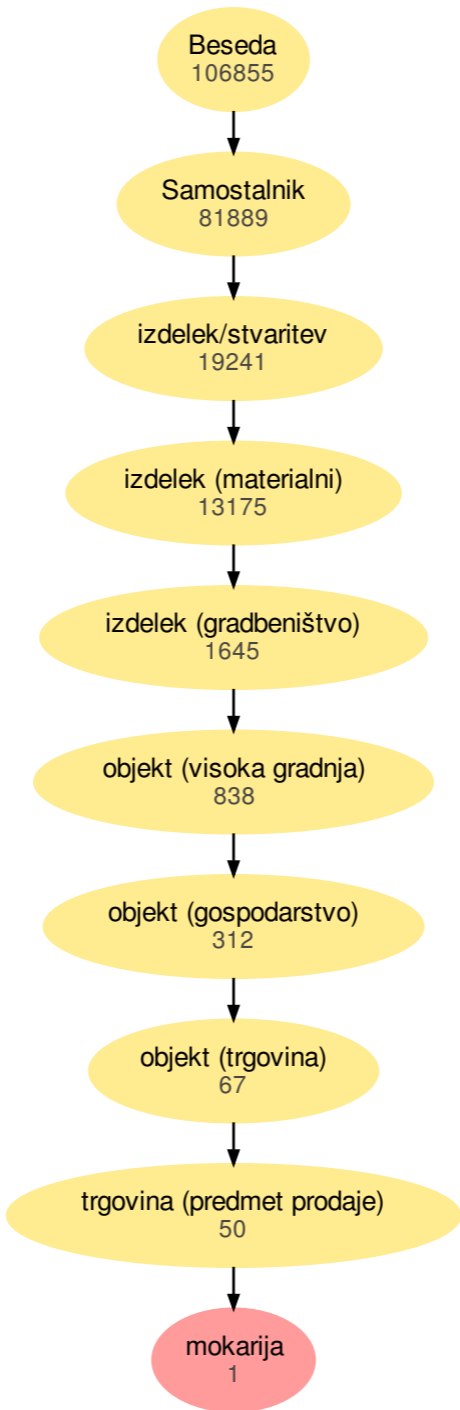 Beseda
106855
Samostalnik
81889
izdelek/stvaritev
19241
izdelek (materialni)
13175
izdelek (gradbeništvo)
1645
objekt (visoka gradnja)
838
objekt (gospodarstvo)
312
objekt (trgovina)
67
trgovina (predmet prodaje)
50
mokarija
1